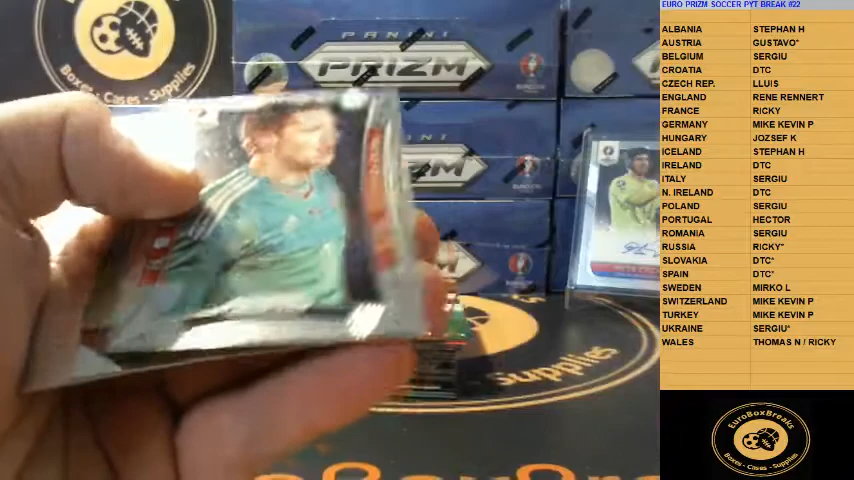 EURO PRIZM SOCCER PYT BREAK #22
ALBANIA STEPHAN H
AUSTRIA GUSTAVO*
BELGIUM SERGIU
CROATIA DTC
CZECH REP. LLUIS
ENGLAND RENE RENNERT
FRANCE RICKY
GERMANY MIKE KEVIN P
HUNGARY JOZSEF K
ICELAND STEPHAN H
IRELAND DTC
ITALY SERGIU
N. IRELAND DTC
POLAND SERGIU
PORTUGAL HECTOR
ROMANIA SERGIU
RUSSIA RICKY*
SLOVAKIA DTC*
SPAIN DTC*
SWEDEN MIRKO L
SWITZERLAND MIKE KEVIN P
TURKEY MIKE KEVIN P
UKRAINE SERGIU*
WALES THOMAS N / RICKY
EuroBoxBreaks
Boxes - Cases - Supplies
Boxes - Cases - Supplies
PANINI
PRIZM
PANINI
Supplies